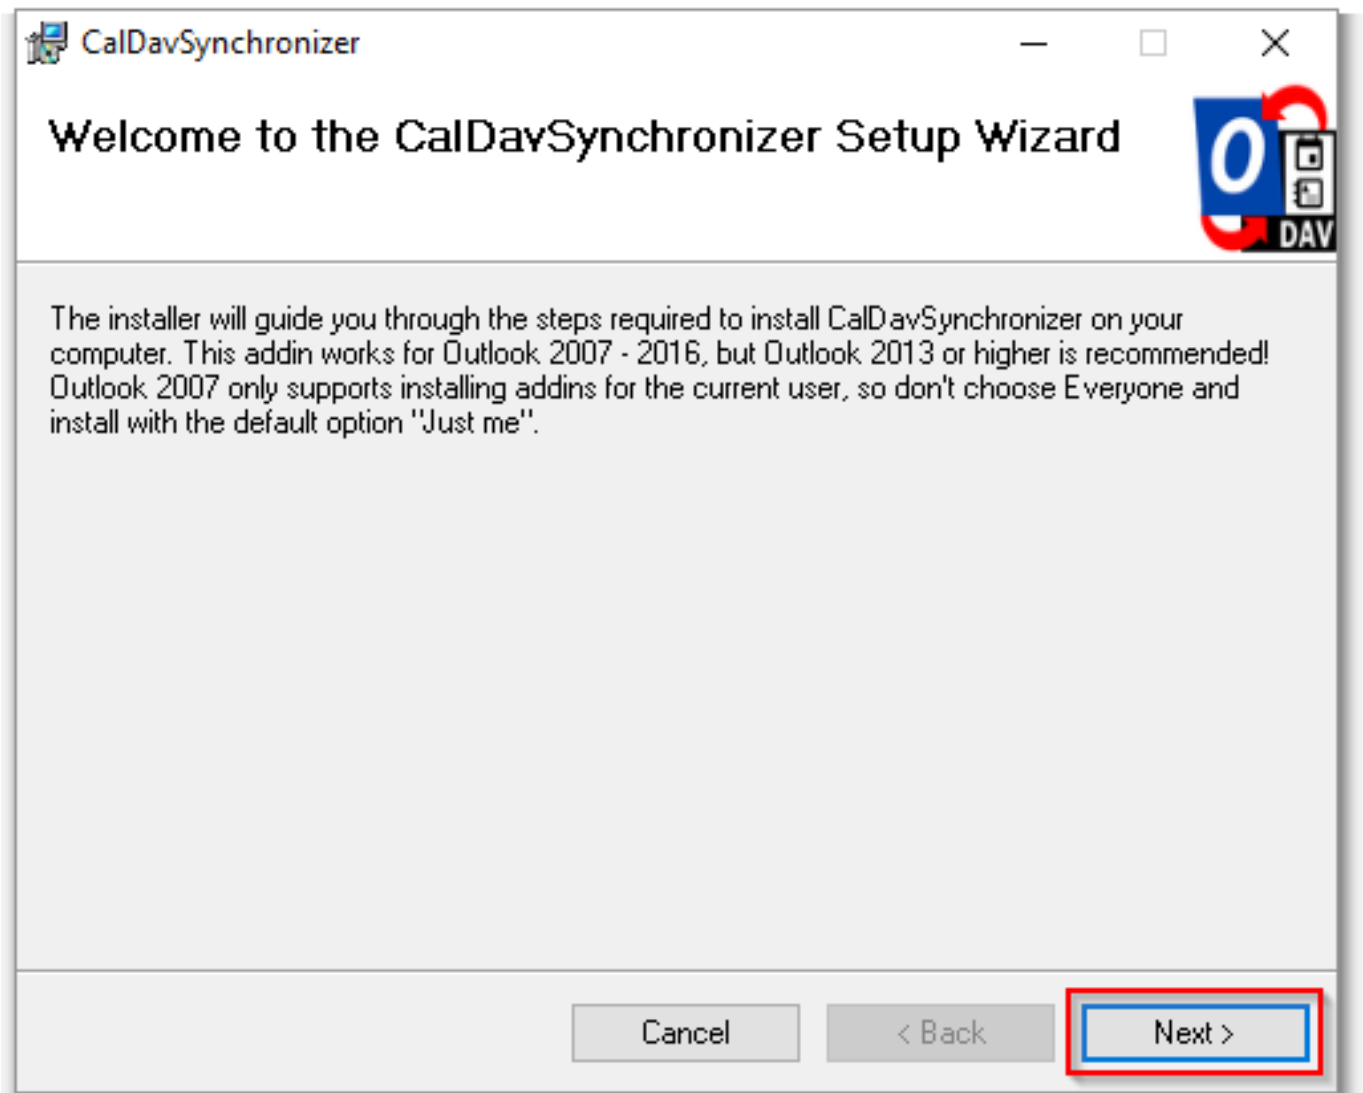 CalDavSynchronizer
Welcome to the CalDavSynchronizer Setup Wizard
O
DAV
The installer will guide you through the steps required to install CalDavSynchronizer on your
computer. This addin works for Outlook 2007 - 2016, but Outlook 2013 or higher is recommended!
Outlook 2007 only supports installing addins for the current user, so don't choose Everyone and
install with the default option "Just me".
Cancel
< Back
Next >